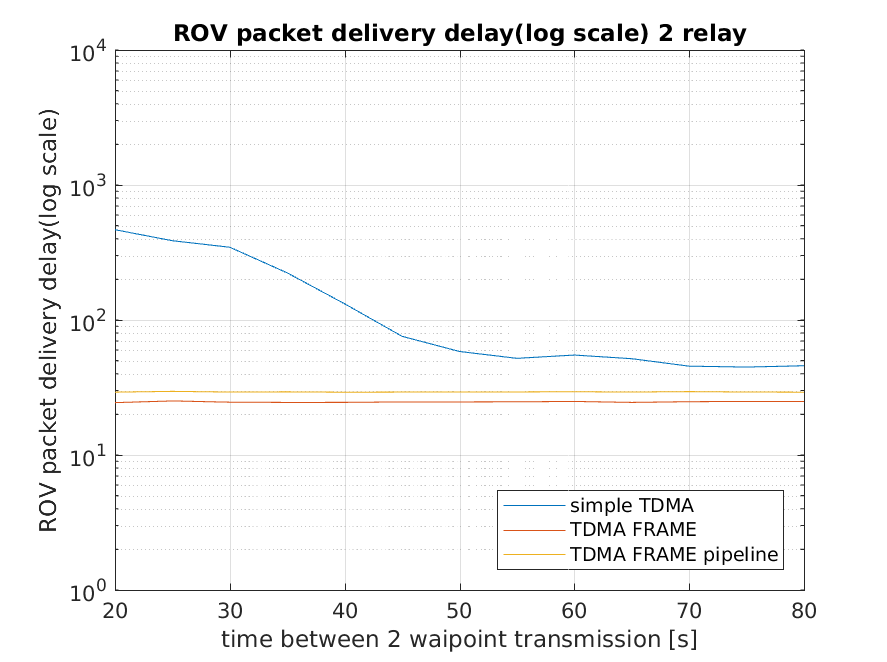 ROV packet delivery delay(log scale) 2 relay
10^4
10^3
10^2
10^1
10^0
ROV packet delivery delay(log scale)
simple TDMA
TDMA FRAME
TDMA FRAME pipeline
20 30 40 50 60 70 80
time between 2 waipoint transmission [s]